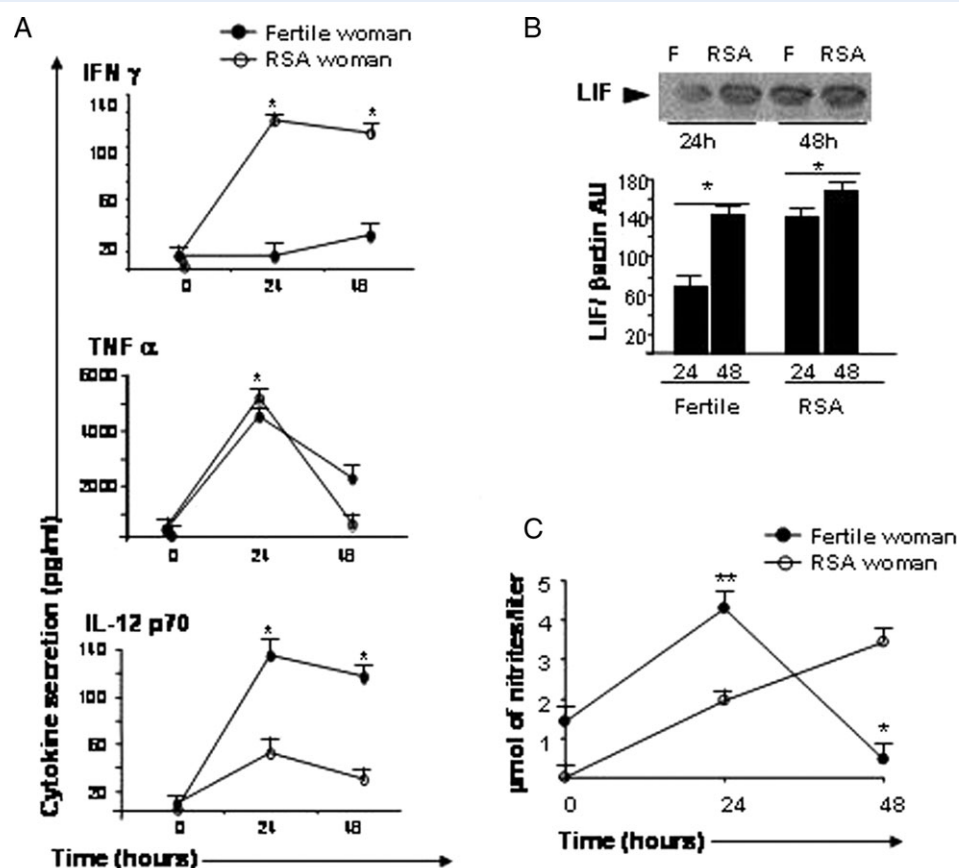 A
Fertile woman
RSA woman
IFN γ
140
100
60
20
* *
0 24 48
TNF α
6000
4000
2000
*
0 24 48
IL-12 p70
140
100
60
20
* *
0 24 48
Cytokine secretion (pg/ml)
Time (hours)
B
F RSA F RSA
LIF
24h 48h
LIF/ βactin AU
180
140
100
60
20
* *
24 48 24 48
Fertile RSA
C
Fertile woman
RSA woman
µmol of nitrites/liter
5
4
3
2
1
** *
0 24 48
Time (hours)